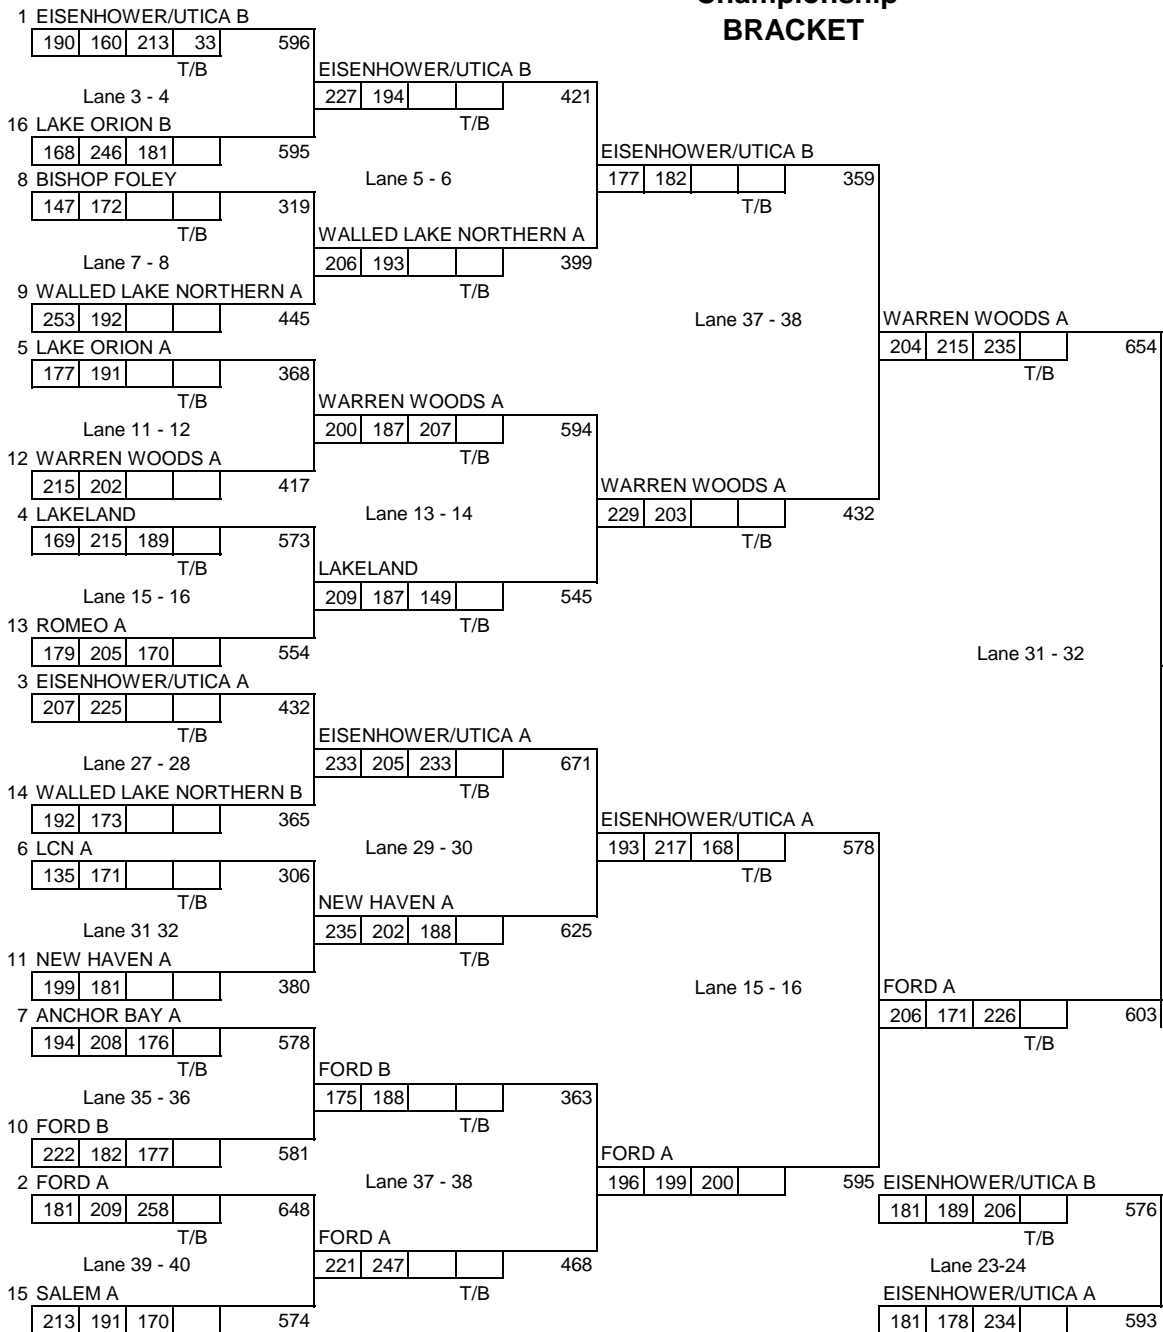 Championship
BRACKET
1 EISENHOWER/UTICA B
190 160 213 33 596
T/B
Lane 3 - 4
16 LAKE ORION B
168 246 181 595
8 BISHOP FOLEY
147 172 319
T/B
Lane 7 - 8
9 WALLED LAKE NORTHERN A
253 192 445
5 LAKE ORION A
177 191 368
T/B
Lane 11 - 12
12 WARREN WOODS A
215 202 417
4 LAKELAND
169 215 189 573
T/B
Lane 15 - 16
13 ROMEO A
179 205 170 554
3 EISENHOWER/UTICA A
207 225 432
T/B
Lane 27 - 28
14 WALLED LAKE NORTHERN B
192 173 365
6 LCN A
135 171 306
T/B
Lane 31 32
11 NEW HAVEN A
199 181 380
7 ANCHOR BAY A
194 208 176 578
T/B
Lane 35 - 36
10 FORD B
222 182 177 581
2 FORD A
181 209 258 648
T/B
Lane 39 - 40
15 SALEM A
213 191 170 574
EISENHOWER/UTICA B
227 194 421
T/B
Lane 5 - 6
WALLED LAKE NORTHERN A
206 193 399
T/B
WARREN WOODS A
200 187 207 594
T/B
Lane 13 - 14
LAKELAND
209 187 149 545
T/B
EISENHOWER/UTICA A
233 205 233 671
T/B
Lane 29 - 30
NEW HAVEN A
235 202 188 625
T/B
FORD B
175 188 363
T/B
Lane 37 - 38
FORD A
221 247 468
T/B
EISENHOWER/UTICA B
177 182 359
T/B
Lane 37 - 38
WARREN WOODS A
229 203 432
T/B
EISENHOWER/UTICA A
193 217 168 578
T/B
Lane 15 - 16
FORD A
196 199 200 595
WARREN WOODS A
204 215 235 654
T/B
Lane 31 - 32
FORD A
206 171 226 603
T/B
EISENHOWER/UTICA B
181 189 206 576
T/B
Lane 23-24
EISENHOWER/UTICA A
181 178 234 593